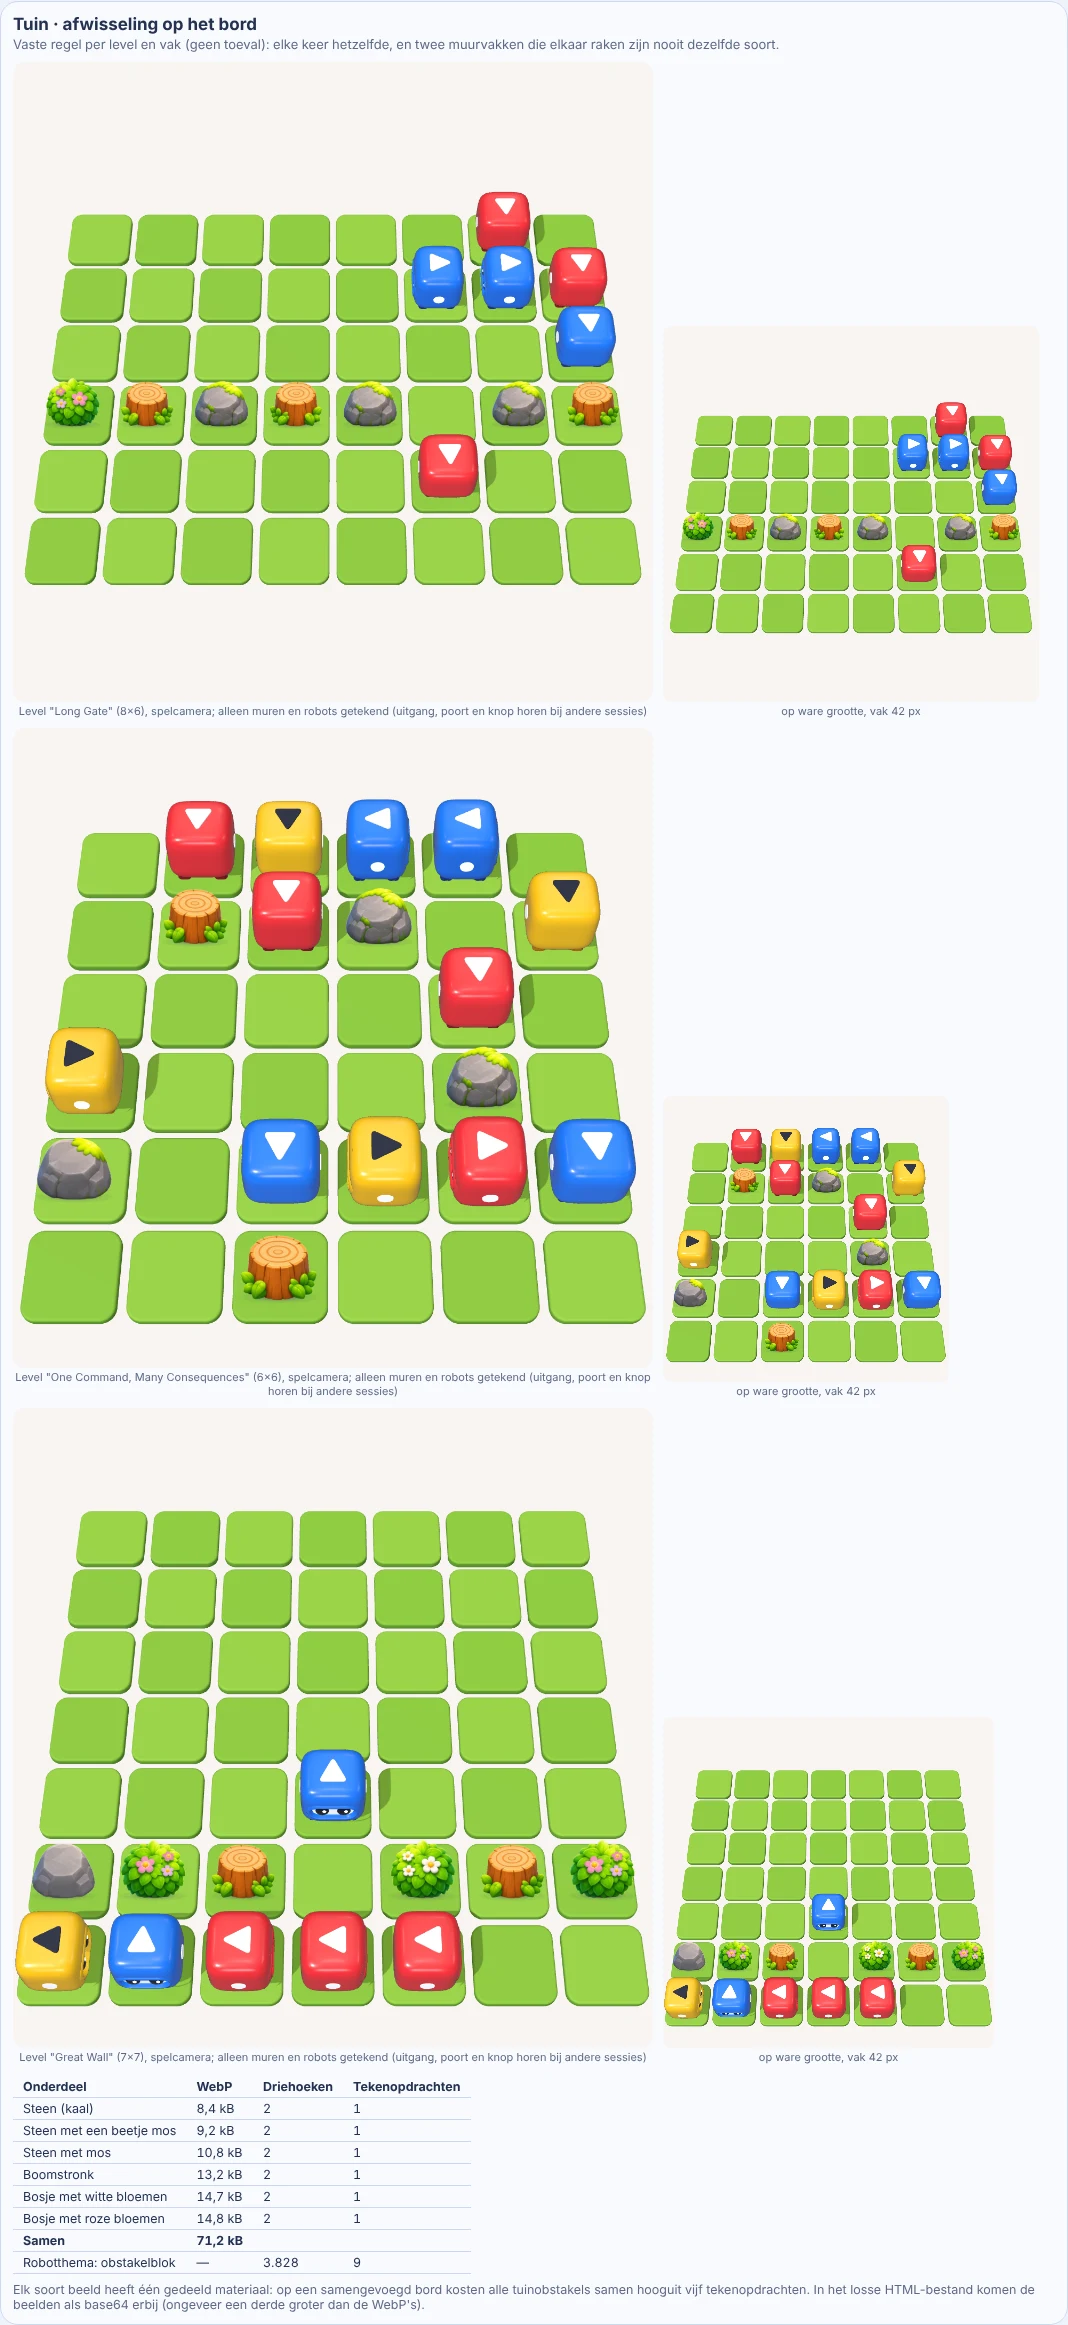 Tuin · afwisseling op het bord
Vaste regel per level en vak (geen toeval): elke keer hetzelfde, en twee muurvakken die elkaar raken zijn nooit dezelfde soort.
Level "Long Gate" (8×6), spelcamera; alleen muren en robots getekend (uitgang, poort en knop horen bij andere sessies)
op ware grootte, vak 42 px
Level "One Command, Many Consequences" (6×6), spelcamera; alleen muren en robots getekend (uitgang, poort en knop
horen bij andere sessies)
op ware grootte, vak 42 px
Level "Great Wall" (7×7), spelcamera; alleen muren en robots getekend (uitgang, poort en knop horen bij andere sessies)
op ware grootte, vak 42 px
Onderdeel WebP Driehoeken Tekenopdrachten
Steen (kaal) 8,4 kB 2 1
Steen met een beetje mos 9,2 kB 2 1
Steen met mos 10,8 kB 2 1
Boomstronk 13,2 kB 2 1
Bosje met witte bloemen 14,7 kB 2 1
Bosje met roze bloemen 14,8 kB 2 1
Samen 71,2 kB
Robotthema: obstakelblok — 3.828 9
Elk soort beeld heeft één gedeeld materiaal: op een samengevoegd bord kosten alle tuinobstakels samen hooguit vijf tekenopdrachten. In het losse HTML-bestand komen de
beelden als base64 erbij (ongeveer een derde groter dan de WebP's).